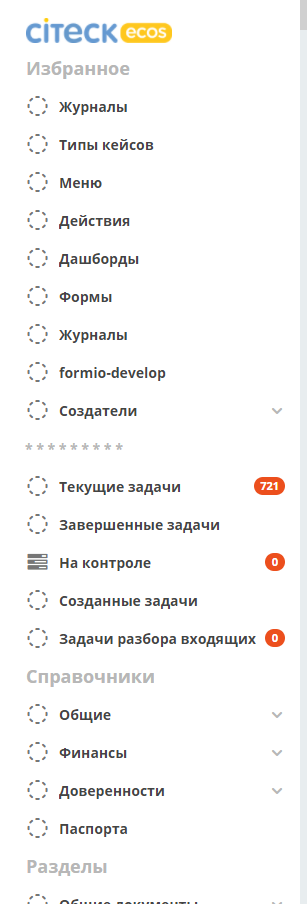 citeck ecos
Избранное
Журналы
Типы кейсов
Меню
Действия
Дашборды
Формы
Журналы
formio-develop
Создатели
* * * * * * * * *
Текущие задачи 721
Завершенные задачи
На контроле 0
Созданные задачи
Задачи разбора входящих 0
Справочники
Общие
Финансы
Доверенности
Паспорта
Разделы
Общие документы